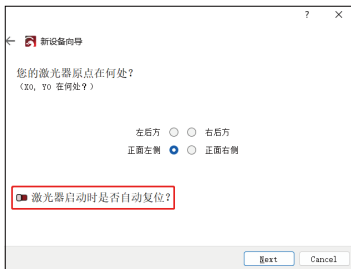 新设备向导
您的激光器原点在何处？
（X0, Y0 在何处？）
左后方 右后方
正面左侧 正面右侧
激光器启动时是否自动复位？
Next Cancel